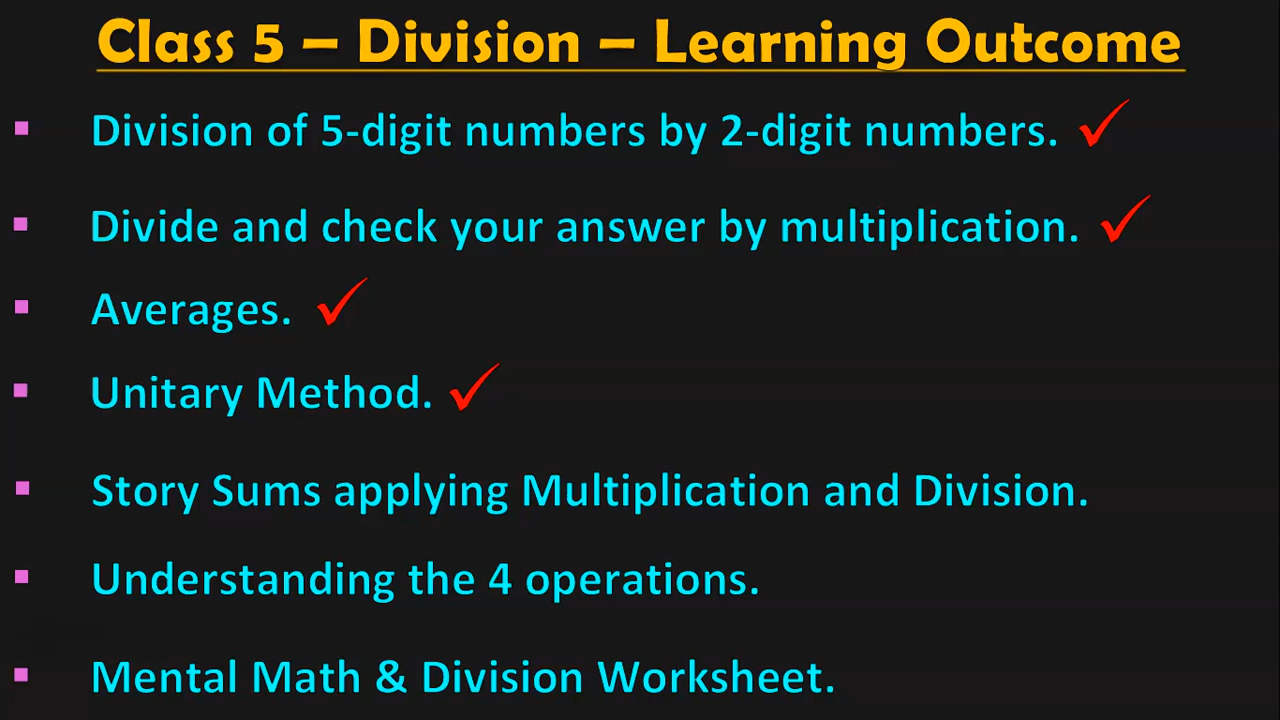 Class 5 – Division – Learning Outcome
▪ Division of 5-digit numbers by 2-digit numbers. ✓
▪ Divide and check your answer by multiplication. ✓
▪ Averages. ✓
▪ Unitary Method. ✓
▪ Story Sums applying Multiplication and Division.
▪ Understanding the 4 operations.
▪ Mental Math & Division Worksheet.